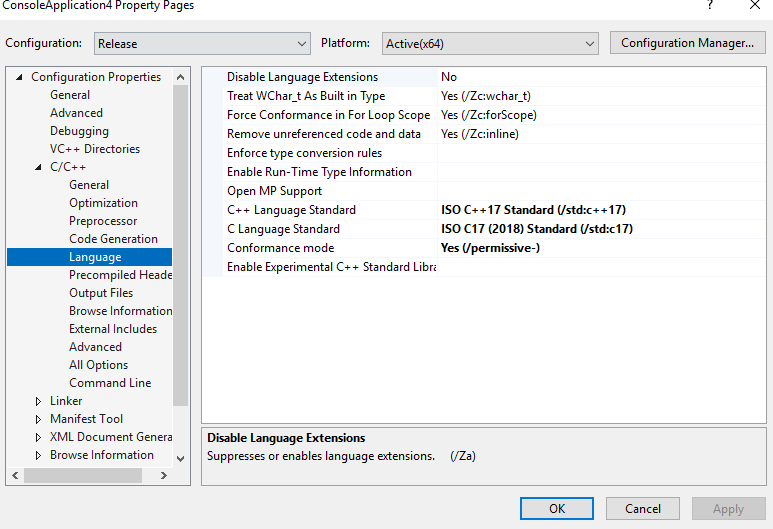 ConsoleApplication4 Property Pages
? ×
Configuration: Release Platform: Active(x64) Configuration Manager...
Configuration Properties
General
Advanced
Debugging
VC++ Directories
C/C++
General
Optimization
Preprocessor
Code Generation
Language
Precompiled Heade
Output Files
Browse Information
External Includes
Advanced
All Options
Command Line
Linker
Manifest Tool
XML Document Genera
Browse Information
Disable Language Extensions No
Treat WChar_t As Built in Type Yes (/Zc:wchar_t)
Force Conformance in For Loop Scope Yes (/Zc:forScope)
Remove unreferenced code and data Yes (/Zc:inline)
Enforce type conversion rules
Enable Run-Time Type Information
Open MP Support
C++ Language Standard ISO C++17 Standard (/std:c++17)
C Language Standard ISO C17 (2018) Standard (/std:c17)
Conformance mode Yes (/permissive-)
Enable Experimental C++ Standard Libra
Disable Language Extensions
Suppresses or enables language extensions. (/Za)
OK Cancel Apply